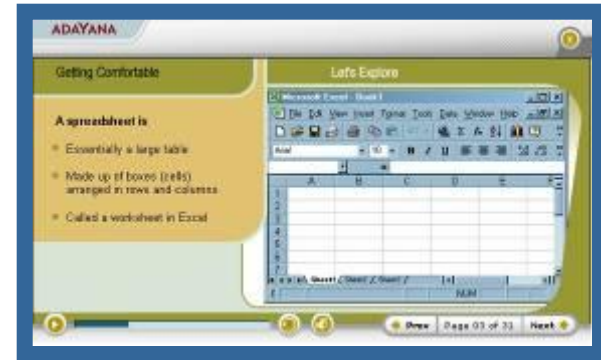 ADAYANA
Getting Comfortable
Let's Explore
A spreadsheet is
Essentially a large table
Made up of boxes (cells)
arranged in rows and columns
Called a worksheet in Excel
Microsoft Excel - Book1
File Edit View Insert Format Tools Data Window Help
Arial 10 B I U
A B C D E F
1
2
3
4
5
6
7
Sheet1 Sheet2 Sheet3
NUM
Prev Page 03 of 31 Next